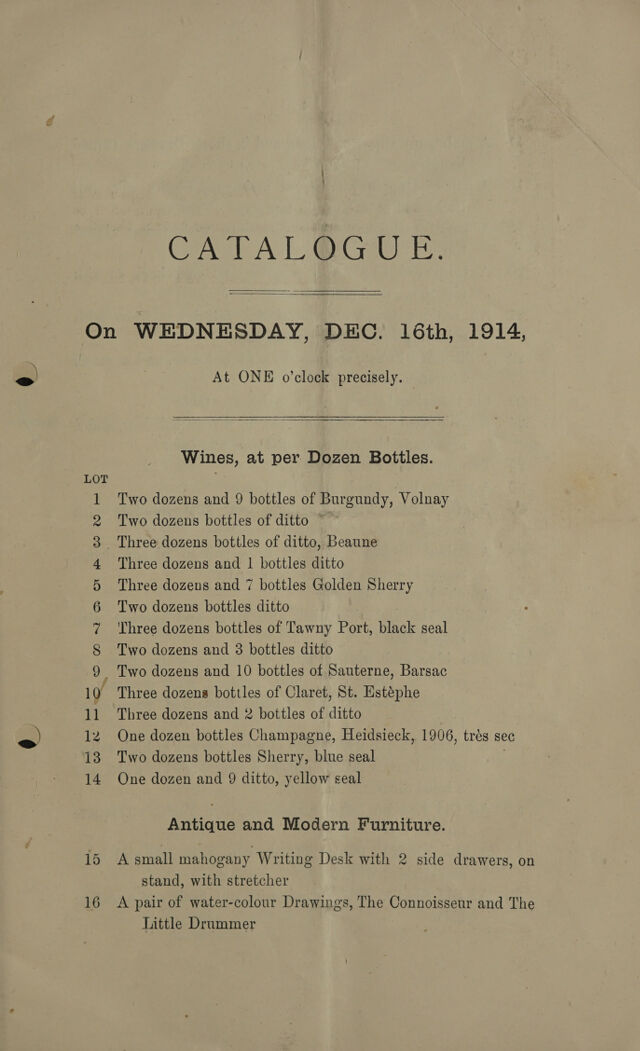 CATALOGUE.
On WEDNESDAY, DEC. 16th, 1914,
At ONE o'clock precisely.
Wines, at per Dozen Bottles.
LOT
1 Two dozens and 9 bottles of Burgundy, Volnay
2 Two dozens bottles of ditto
3 Three dozens bottles of ditto, Beaune
4 Three dozens and 1 bottles ditto
5 Three dozens and 7 bottles Golden Sherry
6 Two dozens bottles ditto
7 Three dozens bottles of Tawny Port, black seal
8 Two dozens and 3 bottles ditto
9 Two dozens and 10 bottles of Sauterne, Barsac
10 Three dozens bottles of Claret, St. Estèphe
11 Three dozens and 2 bottles of ditto
12 One dozen bottles Champagne, Heidsieck, 1906, très sec
13 Two dozens bottles Sherry, blue seal
14 One dozen and 9 ditto, yellow seal
Antique and Modern Furniture.
15 A small mahogany Writing Desk with 2 side drawers, on
stand, with stretcher
16 A pair of water-colour Drawings, The Connoisseur and The
Little Drummer